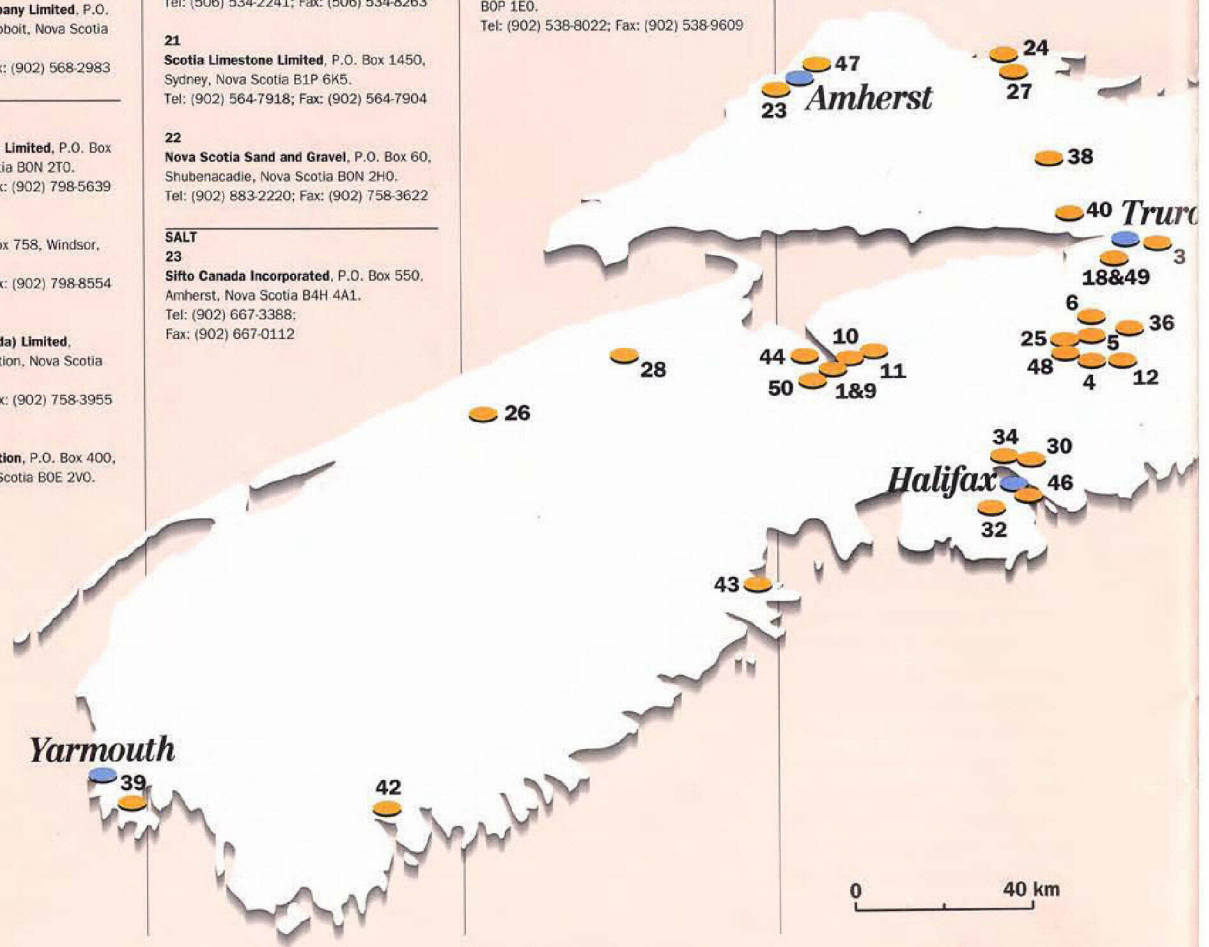 pany Limited, P.O.
oboit, Nova Scotia
x: (902) 568-2983
Limited, P.O. Box
tia B0N 2T0.
x: (902) 798-5639
ox 758, Windsor,
x: (902) 798-8554
da) Limited,
tion, Nova Scotia
x: (902) 758-3955
tion, P.O. Box 400,
Scotia B0E 2V0.
Tel: (506) 534-2241; Fax: (506) 534-8263
21
Scotia Limestone Limited, P.O. Box 1450,
Sydney, Nova Scotia B1P 6K5.
Tel: (902) 564-7918; Fax: (902) 564-7904
22
Nova Scotia Sand and Gravel, P.O. Box 60,
Shubenacadie, Nova Scotia B0N 2H0.
Tel: (902) 883-2220; Fax: (902) 758-3622
SALT
23
Sifto Canada Incorporated, P.O. Box 550,
Amherst, Nova Scotia B4H 4A1.
Tel: (902) 667-3388;
Fax: (902) 667-0112
B0P 1E0.
Tel: (902) 538-8022; Fax: (902) 538-9609
47
24
23
Amherst
27
38
40
Truro
3
18&49
6
36
25
5
48
4
12
10
44
11
50
1&9
28
26
34
30
Halifax
46
32
43
Yarmouth
39
42
0
40 km